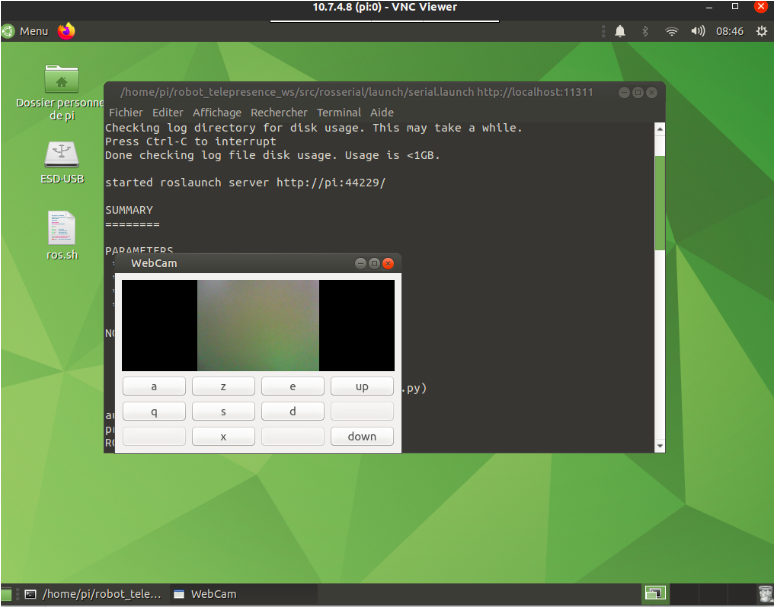 10.7.4.8 (pi:0) - VNC Viewer
Menu
08:46
Dossier personne
de pi
ESD-USB
ros.sh
/home/pi/robot_telepresence_ws/src/rosserial/launch/serial.launch http://localhost:11311
Fichier Editer Affichage Rechercher Terminal Aide
Checking log directory for disk usage. This may take a while.
Press Ctrl-C to interrupt
Done checking log file disk usage. Usage is <1GB.
started roslaunch server http://pi:44229/
SUMMARY
========
PARAMETERS
WebCam
.py)
a z e up
q s d
x down
/home/pi/robot_tele...
WebCam